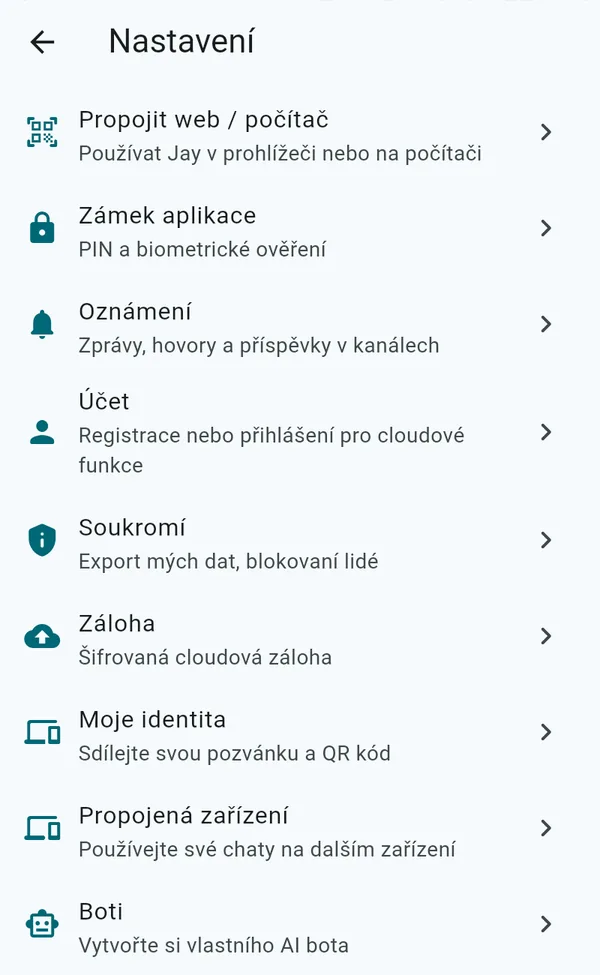 Nastavení
Propojit web / počítač
Používat Jay v prohlížeči nebo na počítači
Zámek aplikace
PIN a biometrické ověření
Oznámení
Zprávy, hovory a příspěvky v kanálech
Účet
Registrace nebo přihlášení pro cloudové
funkce
Soukromí
Export mých dat, blokovaní lidé
Záloha
Šifrovaná cloudová záloha
Moje identita
Sdílejte svou pozvánku a QR kód
Propojená zařízení
Používejte své chaty na dalším zařízení
Boti
Vytvořte si vlastního AI bota